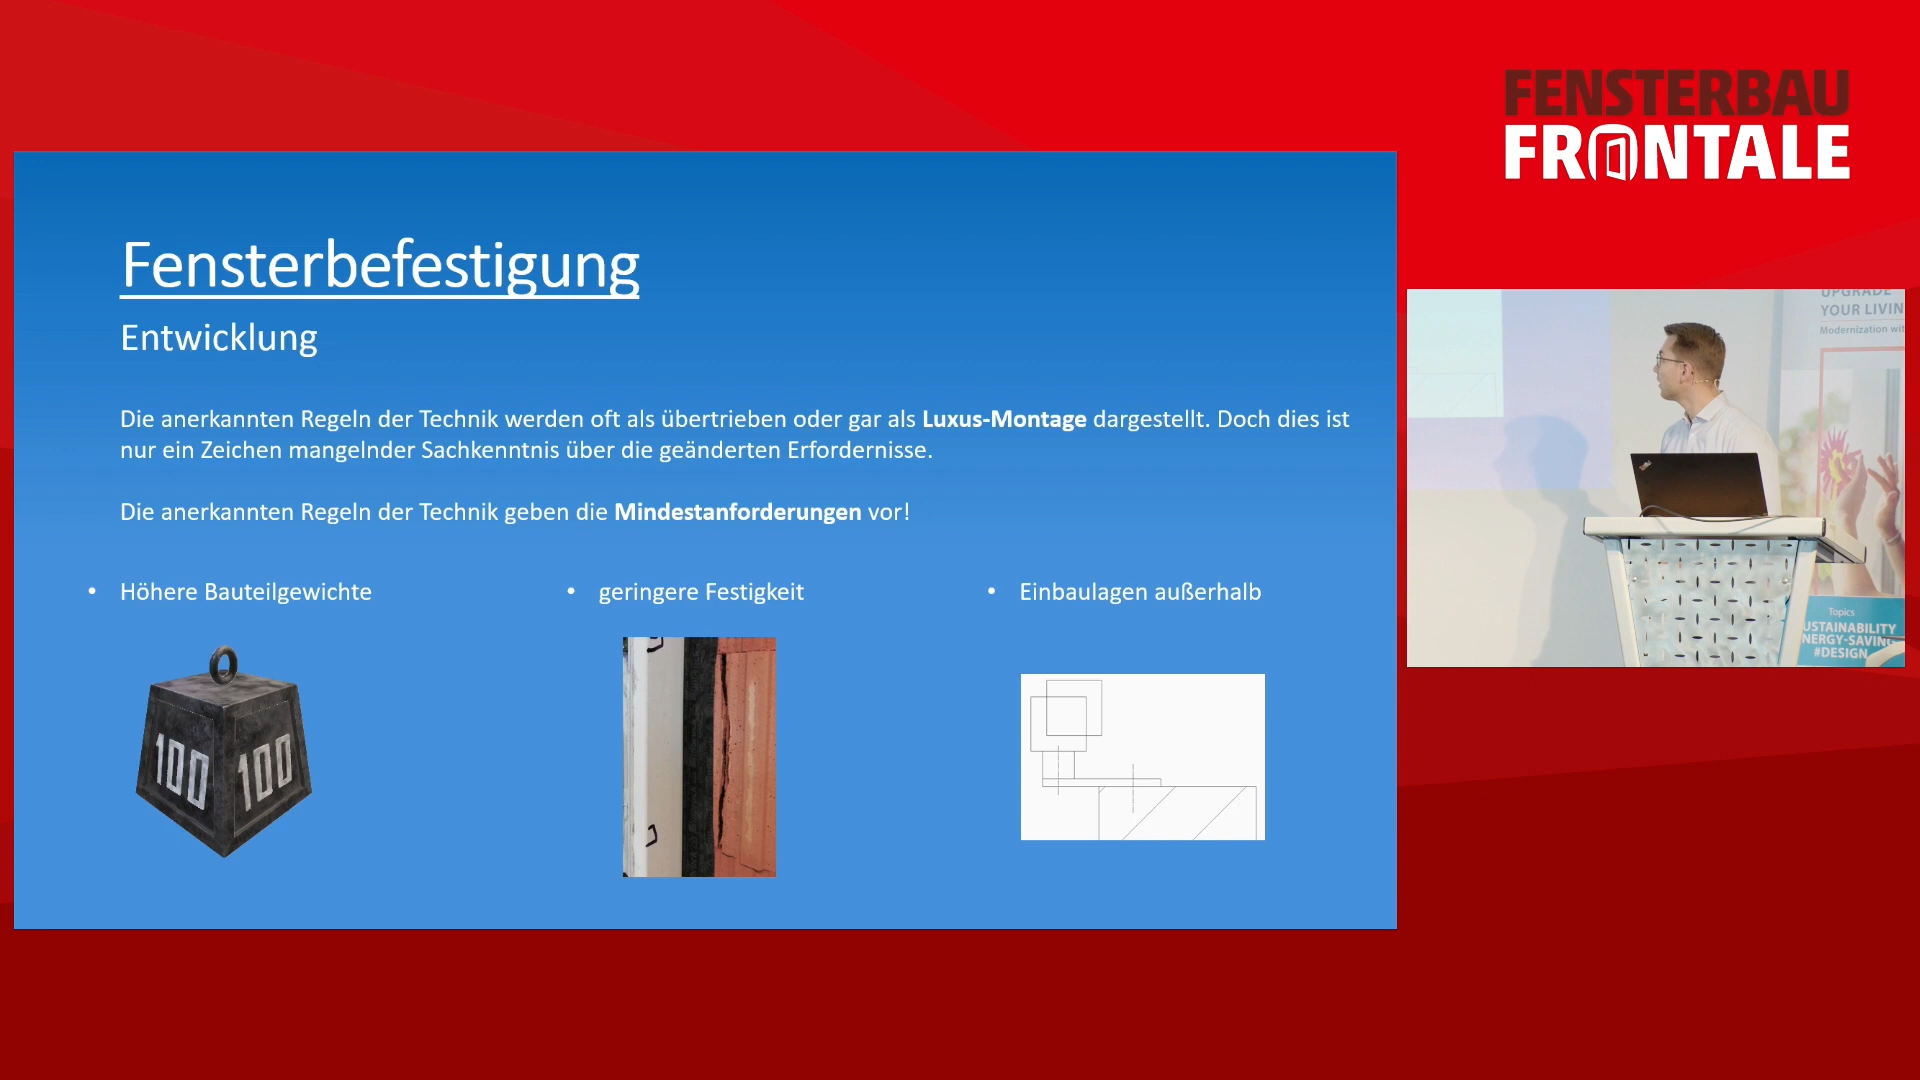 FENSTERBAU
FRONTALE
Fensterbefestigung
Entwicklung
Die anerkannten Regeln der Technik werden oft als übertrieben oder gar als Luxus-Montage dargestellt. Doch dies ist
nur ein Zeichen mangelnder Sachkenntnis über die geänderten Erfordernisse.
Die anerkannten Regeln der Technik geben die Mindestanforderungen vor!
• Höhere Bauteilgewichte
• geringere Festigkeit
• Einbaulagen außerhalb
100 100
UPGRADE
YOUR LIVIN
Modernization wit
Topics
USTAINABILITY
NERGY-SAVING
#DESIGN